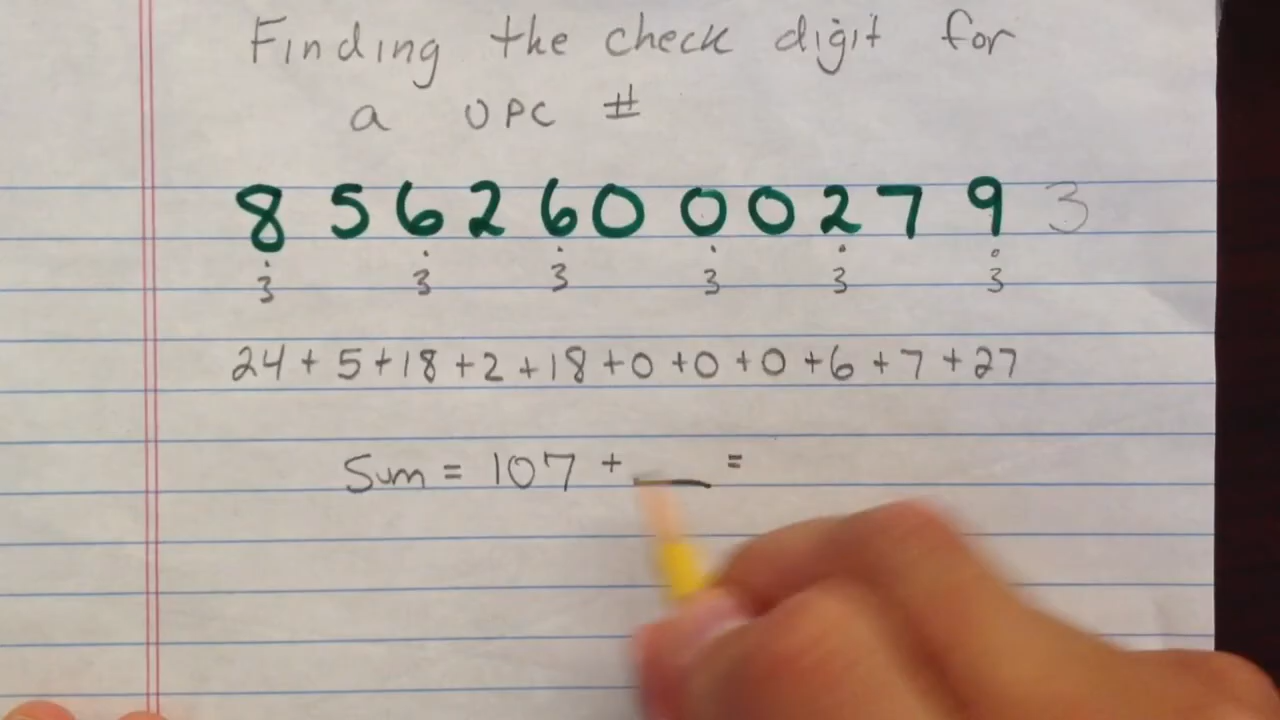 Finding the check digit for
a UPC #
8 5 6 2 6 0 0 0 2 7 9 3
. . . . . .
3 3 3 3 3 3
24 + 5 + 18 + 2 + 18 + 0 + 0 + 0 + 6 + 7 + 27
Sum = 107 + ___ =